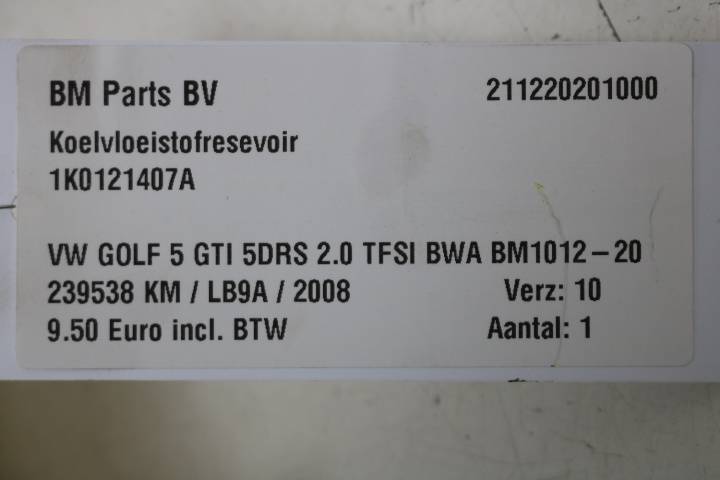 BM Parts BV 211220201000
Koelvloeistofresevoir
1K0121407A
VW GOLF 5 GTI 5DRS 2.0 TFSI BWA BM1012-20
239538 KM / LB9A / 2008 Verz: 10
9.50 Euro incl. BTW Aantal: 1